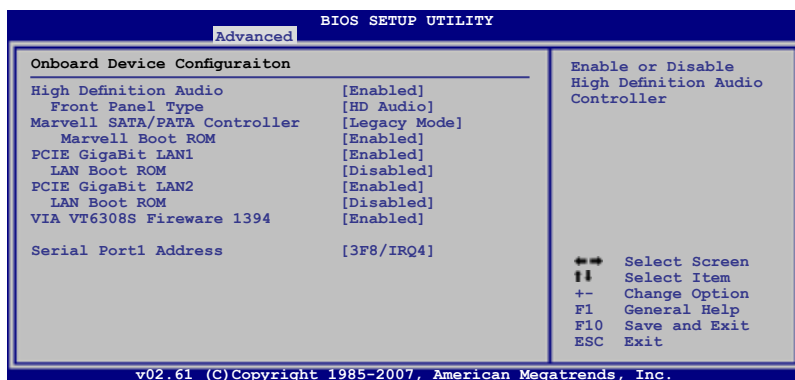 BIOS SETUP UTILITY
Advanced
Onboard Device Configuraiton
High Definition Audio [Enabled]
Front Panel Type [HD Audio]
Marvell SATA/PATA Controller [Legacy Mode]
Marvell Boot ROM [Enabled]
PCIE GigaBit LAN1 [Enabled]
LAN Boot ROM [Disabled]
PCIE GigaBit LAN2 [Enabled]
LAN Boot ROM [Disabled]
VIA VT6308S Fireware 1394 [Enabled]
Serial Port1 Address [3F8/IRQ4]
Enable or Disable
High Definition Audio
Controller
Select Screen
Select Item
+- Change Option
F1 General Help
F10 Save and Exit
ESC Exit
v02.61 (C)Copyright 1985-2007, American Megatrends, Inc.